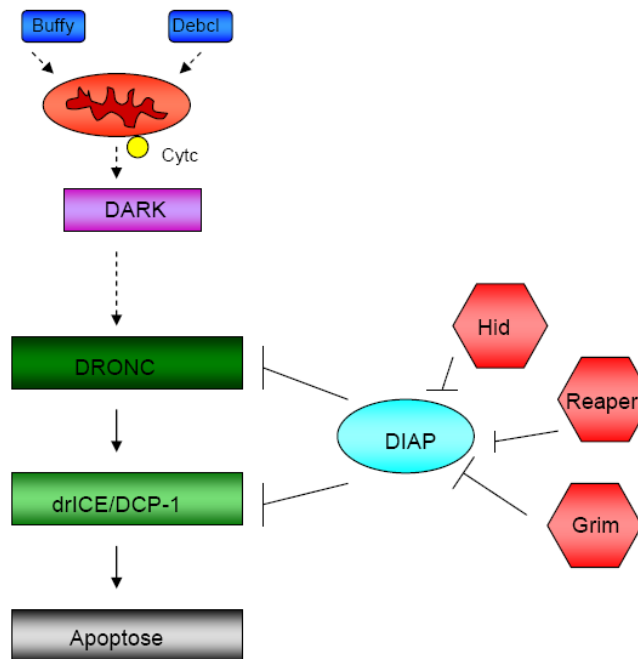 Buffy
Debcl
Cytc
DARK
Hid
DRONC
Reaper
DIAP
drICE/DCP-1
Grim
Apoptose